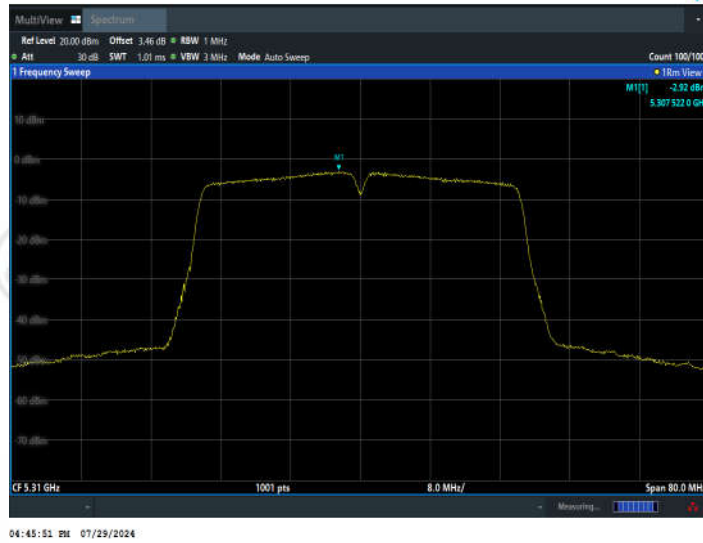 MultiView Spectrum
Ref Level 20.00 dBm Offset 3.46 dB RBW 1 MHz
Att 30 dB SWT 1.01 ms VBW 3 MHz Mode Auto Sweep Count 100/100
1 Frequency Sweep 1Rm View
M1[1] -2.92 dBm
5.307 522 0 GH
10 dBm
M1
0 dBm
-10 dBm
-20 dBm
-30 dBm
-40 dBm
-50 dBm
-60 dBm
-70 dBm
CF 5.31 GHz 1001 pts 8.0 MHz/ Span 80.0 MH
Measuring...
04:45:51 PM 07/29/2024